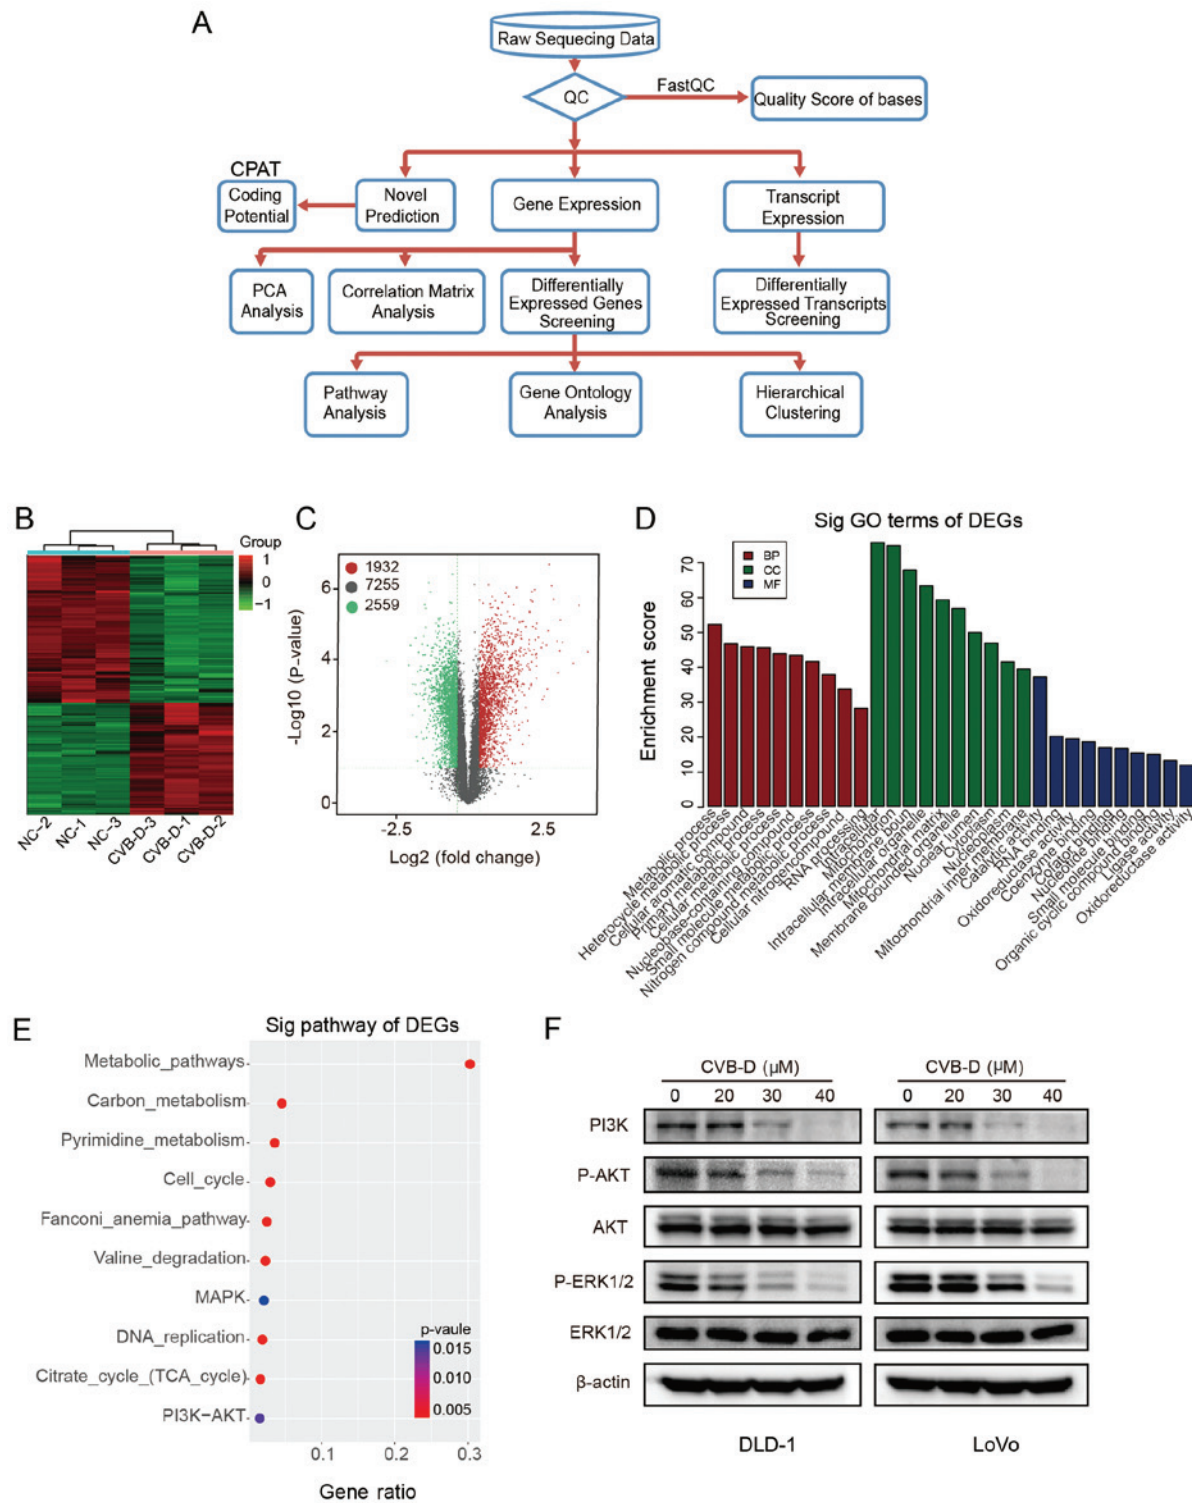 A
Raw Sequecing Data
QC
FastQC
Quality Score of bases
CPAT
Coding
Potential
Novel
Prediction
Gene Expression
Transcript
Expression
PCA
Analysis
Correlation Matrix
Analysis
Differentially
Expressed Genes
Screening
Differentially
Expressed Transcripts
Screening
Pathway
Analysis
Gene Ontology
Analysis
Hierarchical
Clustering
B
Group
1
0
-1
NC-2
NC-1
NC-3
CVB-D-3
CVB-D-1
CVB-D-2
C
1932
7255
2559
-Log10 (P-value)
6
4
2
0
-2.5
2.5
Log2 (fold change)
D
Sig GO terms of DEGs
BP
CC
MF
Enrichment score
70
60
50
40
30
20
10
0
Metabolic process
Heterocycle metabolic process
Cellular aromatic compound
Primary metabolic process
Cellular metabolic process
Nucleobase-containing compound
Small molecule metabolic process
Nitrogen compound metabolic process
Cellular nitrogen compound
RNA processing
Intracellular
Mitochondrion
Intracellular membrane boun
Intracellular organelle
Mitochondrial matrix
Membrane bounded organelle
Nuclear lumen
Cytoplasm
Nucleoplasm
Mitochondrial inner membrane
Catalytic activity
RNA binding
Oxidoreductase activity
Coenzyme binding
Cofator binding
Nucleotide binding
Small molecule binding
Organic cyclic compound binding
Ligase activity
Oxidoreductase activity
E
Sig pathway of DEGs
Metabolic_pathways
Carbon_metabolism
Pyrimidine_metabolism
Cell_cycle
Fanconi_anemia_pathway
Valine_degradation
MAPK
DNA_replication
Citrate_cycle_(TCA_cycle)
PI3K-AKT
p-vaule
0.015
0.010
0.005
0.1
0.2
0.3
Gene ratio
F
CVB-D (μM)
CVB-D (μM)
0 20 30 40
0 20 30 40
PI3K
P-AKT
AKT
P-ERK1/2
ERK1/2
β-actin
DLD-1
LoVo